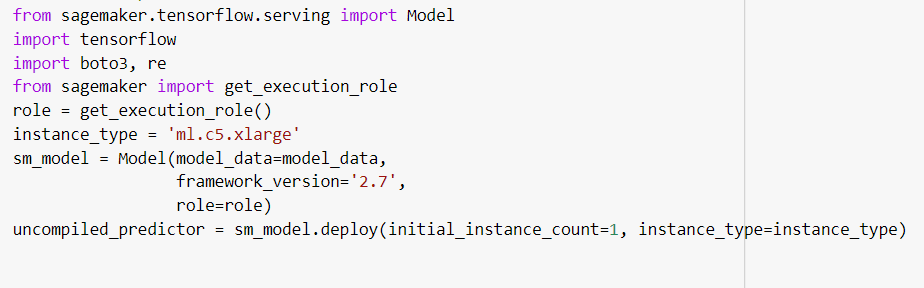 from sagemaker.tensorflow.serving import Model
import tensorflow
import boto3, re
from sagemaker import get_execution_role
role = get_execution_role()
instance_type = 'ml.c5.xlarge'
sm_model = Model(model_data=model_data,
framework_version='2.7',
role=role)
uncompiled_predictor = sm_model.deploy(initial_instance_count=1, instance_type=instance_type)